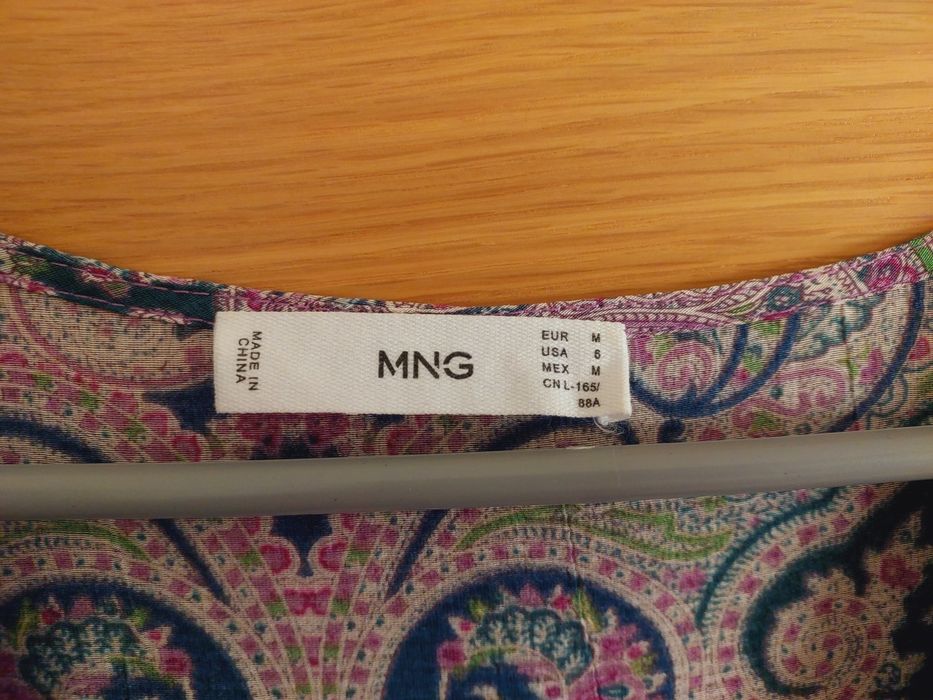 MADE IN
CHINA
MNG
EUR M
USA 6
MEX M
CN L-165/
88A